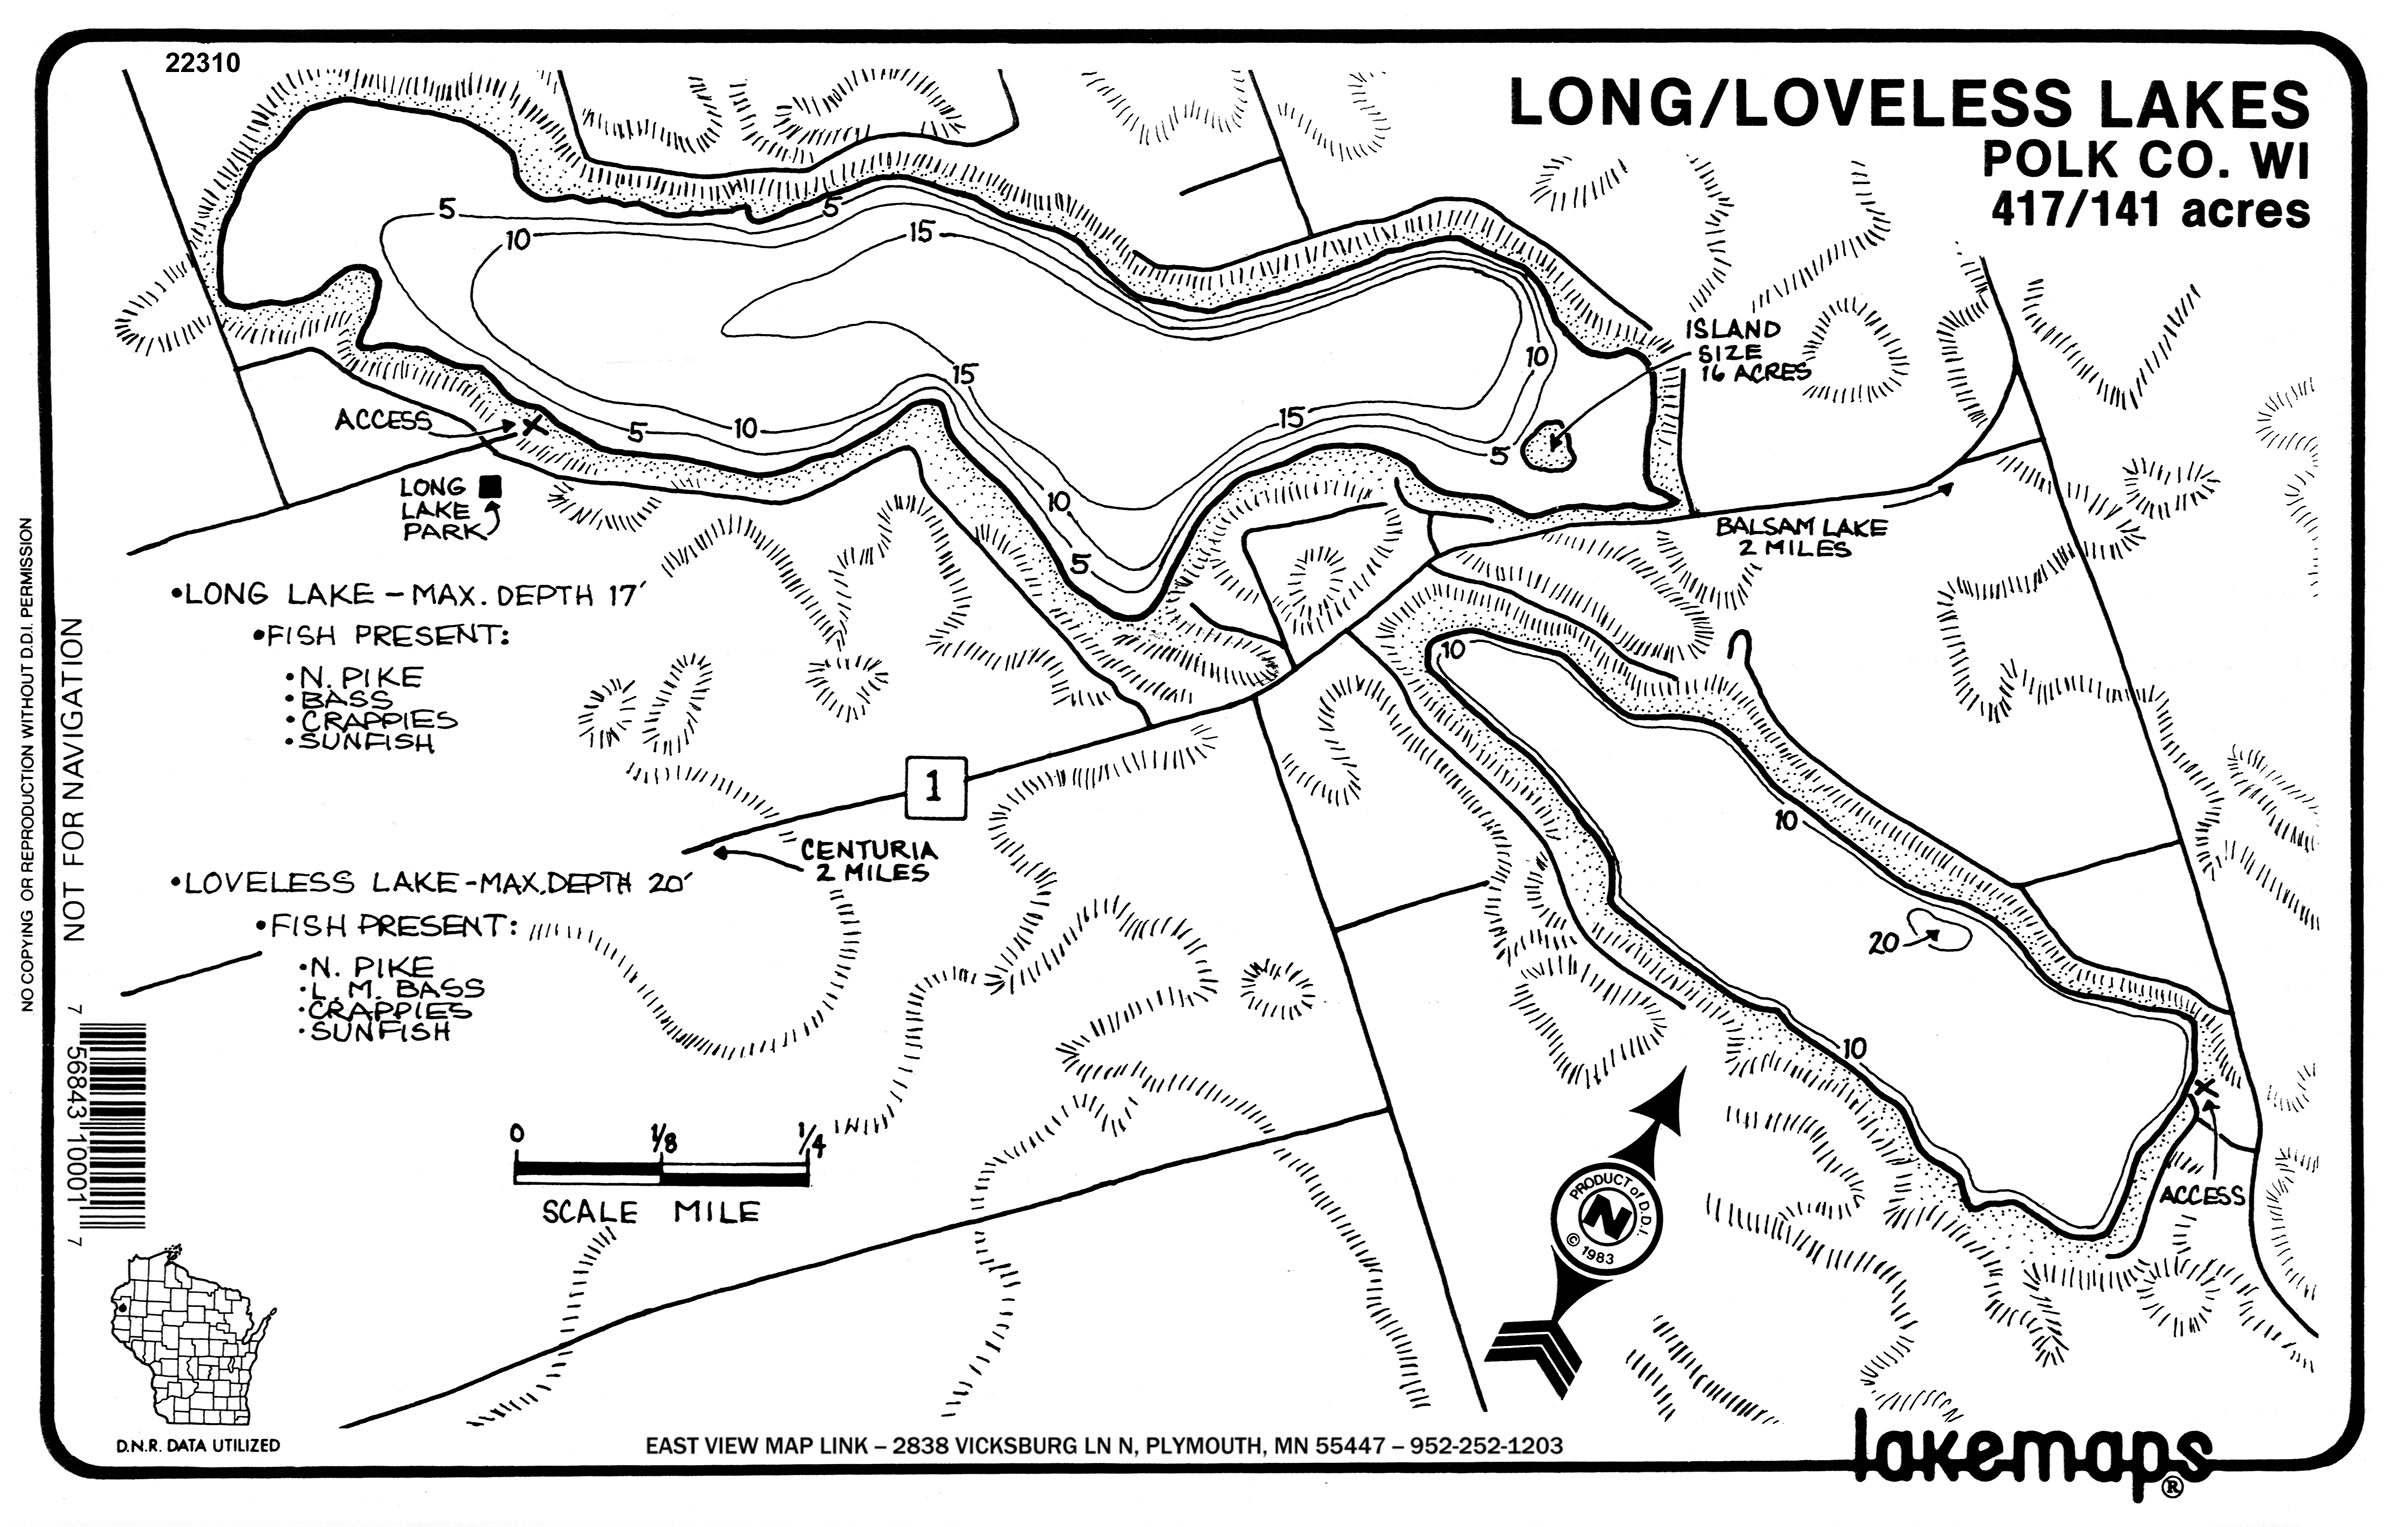 22310
LONG/LOVELESS LAKES
POLK CO. WI
417/141 acres
5
5
10
15
ISLAND
SIZE
16 ACRES
10
15
ACCESS
10
5
15
5
LONG
LAKE
PARK
10
BALSAM LAKE
2 MILES
5
•LONG LAKE – MAX. DEPTH 17'
•FISH PRESENT:
•N. PIKE
•BASS
•CRAPPIES
•SUNFISH
10
1
10
CENTURIA
2 MILES
•LOVELESS LAKE-MAX. DEPTH 20'
•FISH PRESENT:
•N. PIKE
•L. M. BASS
•CRAPPIES
•SUNFISH
20
10
ACCESS
0 1/8 1/4
SCALE MILE
PRODUCT of D.D.I.
N
© 1983
NO COPYING OR REPRODUCTION WITHOUT D.D.I. PERMISSION
NOT FOR NAVIGATION
7 56843 10001 7
D.N.R. DATA UTILIZED
EAST VIEW MAP LINK – 2838 VICKSBURG LN N, PLYMOUTH, MN 55447 – 952-252-1203
lakemaps®